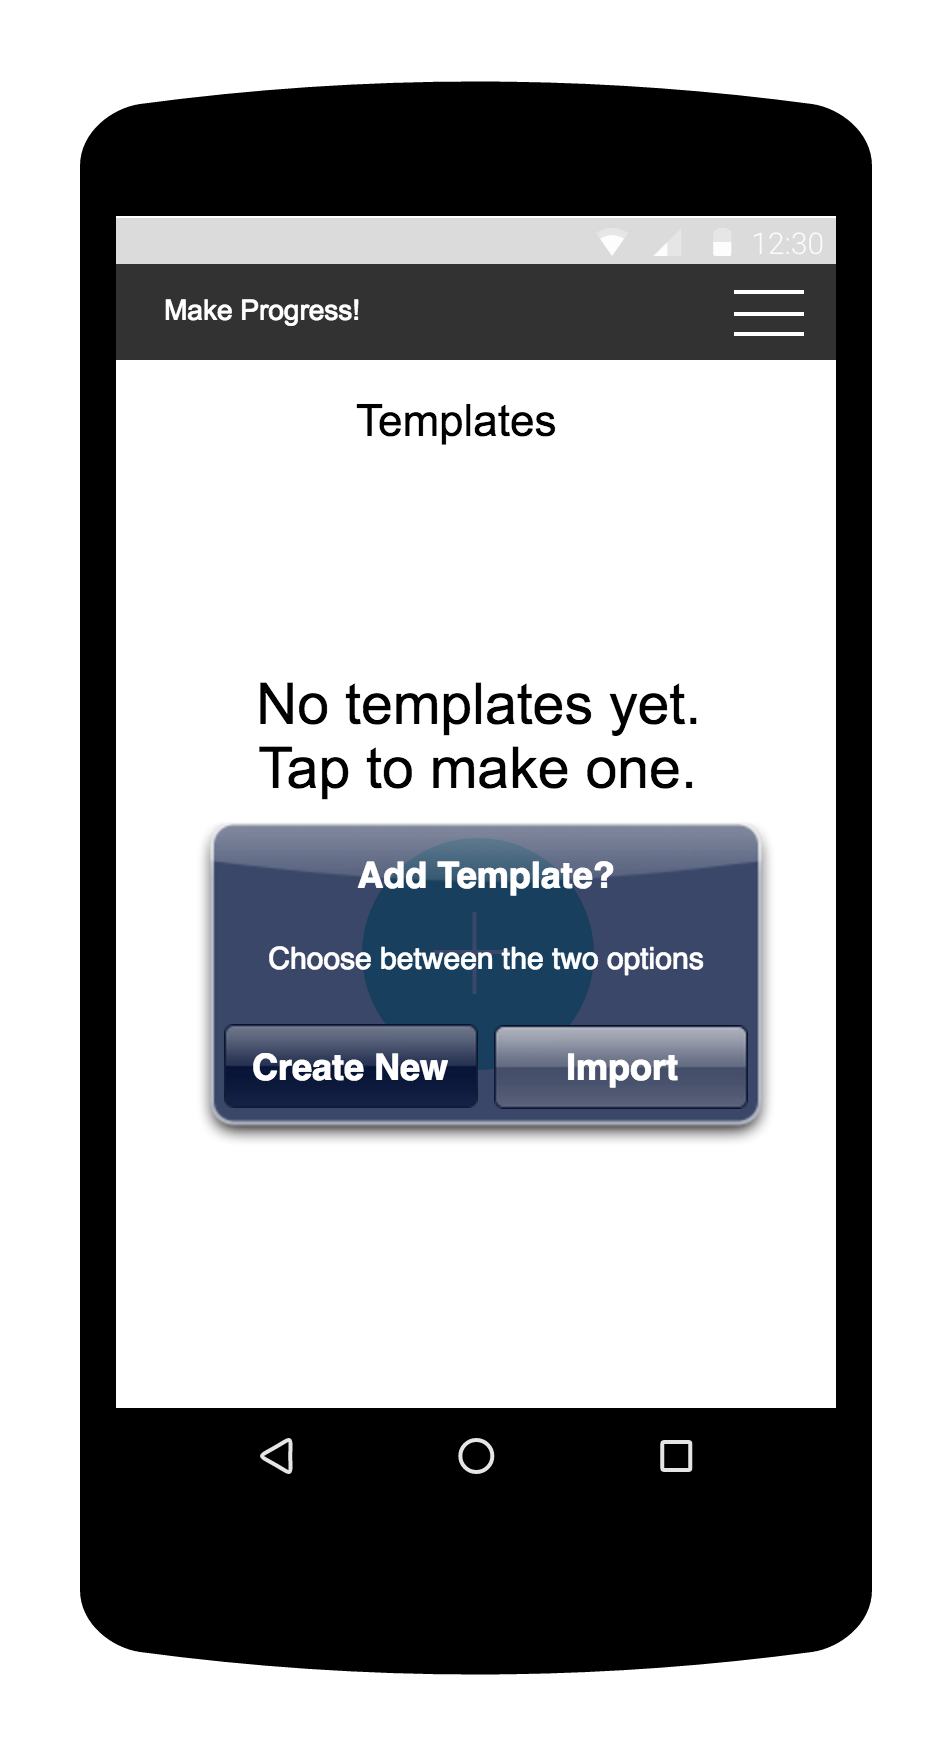 12:30
Make Progress!
Templates
No templates yet.
Tap to make one.
Add Template?
Choose between the two options
Create New
Import